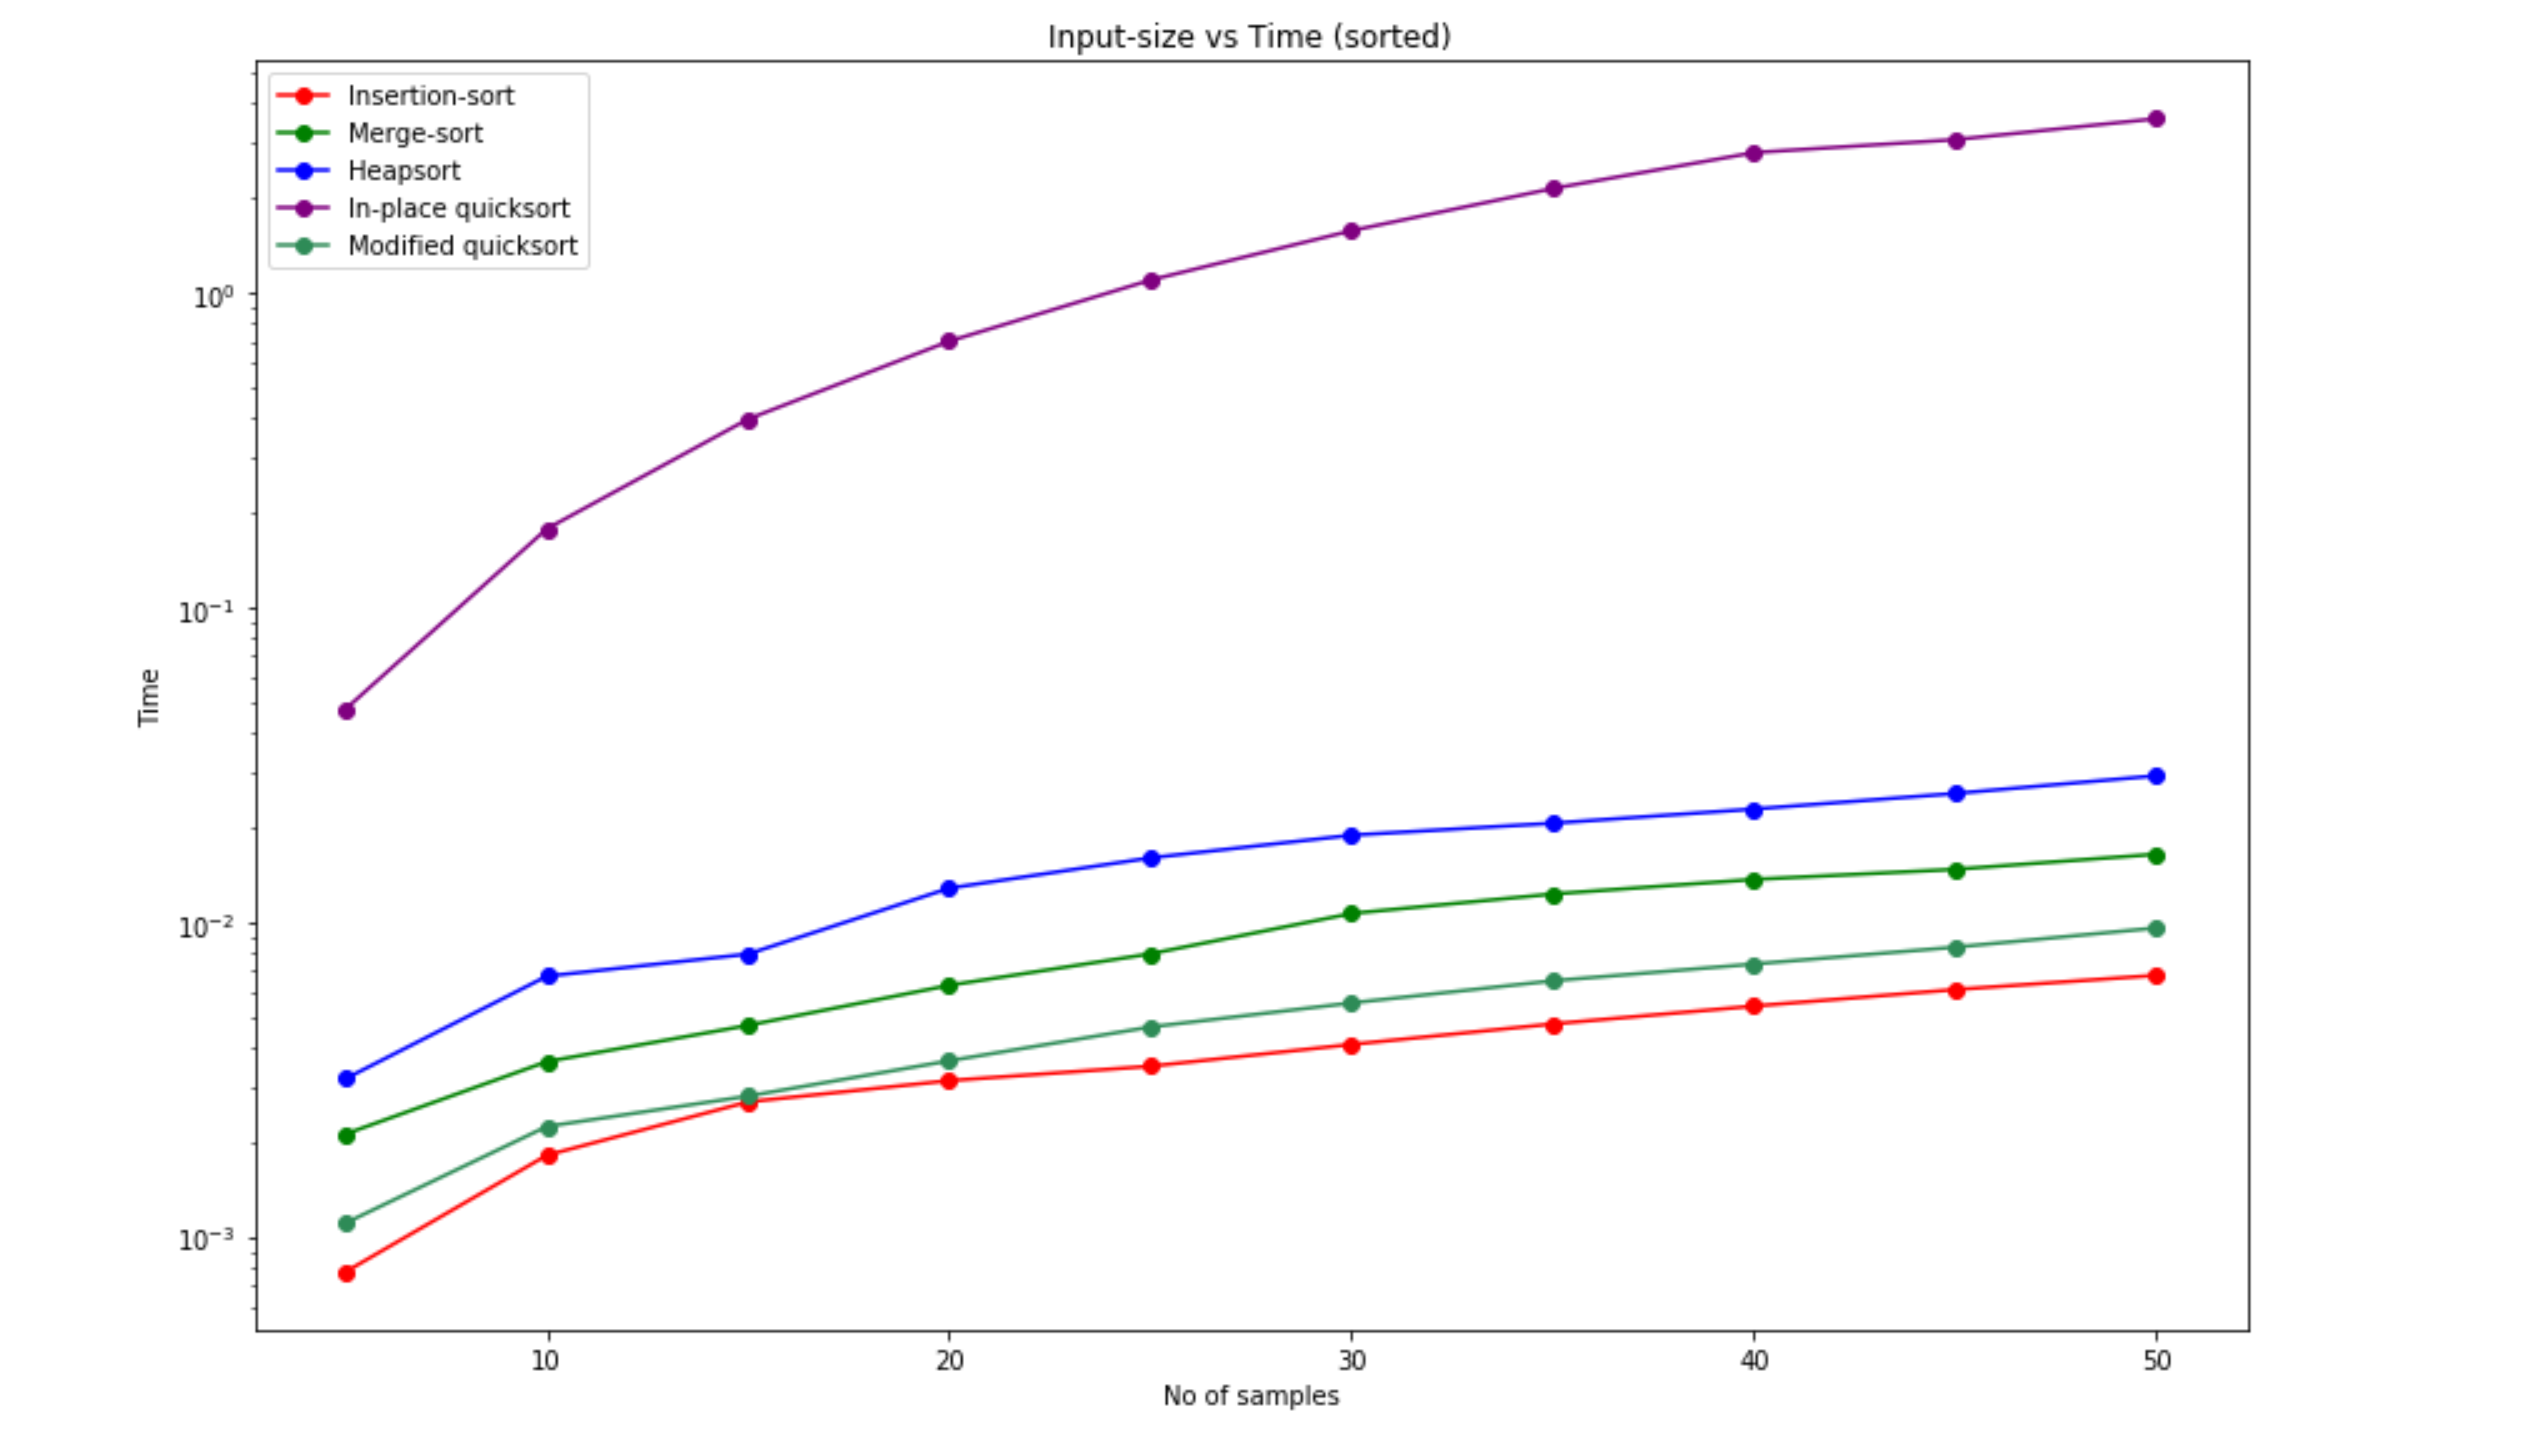 Input-size vs Time (sorted)
Insertion-sort
Merge-sort
Heapsort
In-place quicksort
Modified quicksort
10⁰
10⁻¹
Time
10⁻²
10⁻³
10 20 30 40 50
No of samples